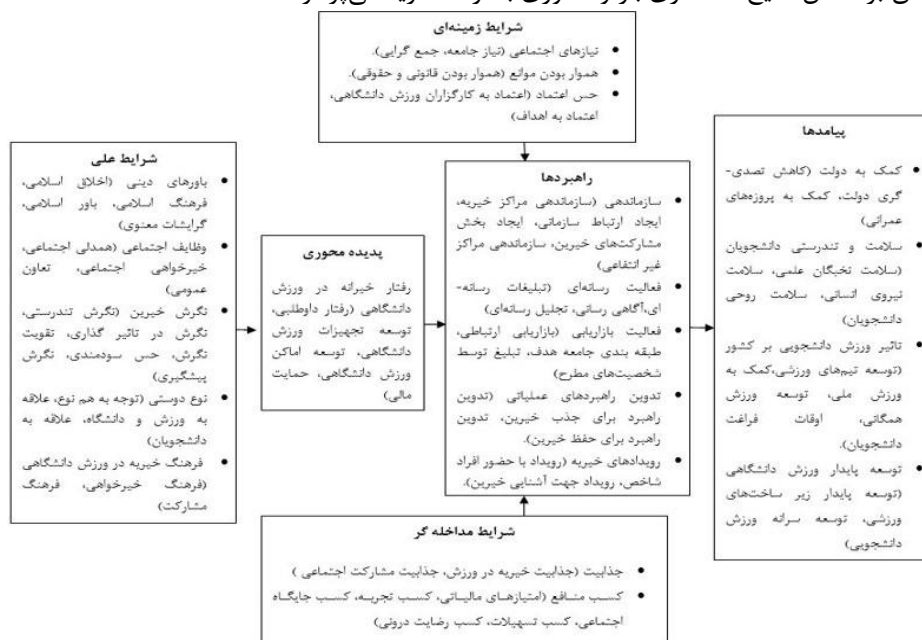 شرایط زمینه‌ای
نیازهای اجتماعی (نیاز جامعه، جمع گرایی).
هموار بودن موانع (هموار بودن قانونی و حقوقی).
حس اعتماد (اعتماد به کارگزاران ورزش دانشگاهی،
اعتماد به اهداف)
شرایط علی
باورهای دینی (اخلاق اسلامی،
فرهنگ اسلامی، باور اسلامی،
گرایشات معنوی)
وظایف اجتماعی (همدلی اجتماعی،
خیرخواهی اجتماعی، تعاون
عمومی)
نگرش خیرین (نگرش تندرستی،
نگرش در تاثیر گذاری، تقویت
نگرش، حس سودمندی، نگرش
پیشگیری)
نوع دوستی (توجه به هم نوع، علاقه
به ورزش و دانشگاه، علاقه به
دانشجویان)
فرهنگ خیریه در ورزش دانشگاهی
(فرهنگ خیرخواهی، فرهنگ
مشارکت)
پدیده محوری
رفتار خیرانه در ورزش
دانشگاهی (رفتار داوطلبی،
توسعه تجهیزات ورزش
دانشگاهی، توسعه اماکن
ورزش دانشگاهی، حمایت
مالی)
راهبردها
سازماندهی (سازماندهی مراکز خیریه،
ایجاد ارتباط سازمانی، ایجاد بخش
مشارکت‌های خیرین، سازماندهی مراکز
غیر انتفاعی)
فعالیت رسانه‌ای (تبلیغات رسانه-
ای،آگاهی رسانی، تجلیل رسانه‌ای)
فعالیت بازاریابی (بازاریابی ارتباطی،
طبقه بندی جامعه هدف، تبلیغ توسط
شخصیت‌های مطرح)
تدوین راهبردهای عملیاتی (تدوین
راهبرد برای جذب خیرین، تدوین
راهبرد برای حفظ خیرین).
رویدادهای خیریه (رویداد با حضور افراد
شاخص، رویداد جهت آشنایی خیرین).
پیامدها
کمک به دولت (کاهش تصدی-
گری دولت، کمک به پروژه‌های
عمرانی)
سلامت و تندرستی دانشجویان
(سلامت نخبگان علمی، سلامت
نیروی انسانی، سلامت روحی
دانشجویان)
تاثیر ورزش دانشجویی بر کشور
(توسعه تیم‌های ورزشی،کمک به
ورزش ملی، توسعه ورزش
همگانی، اوقات فراغت
دانشجویان).
توسعه پایدار ورزش دانشگاهی
(توسعه پایدار زیر ساخت‌های
ورزشی، توسعه سرانه ورزش
دانشجویی)
شرایط مداخله گر
جذابیت (جذابیت خیریه در ورزش، جذابیت مشارکت اجتماعی )
کسب منافع (امتیازهای مالیاتی، کسب تجربه، کسب جایگاه
اجتماعی، کسب تسهیلات، کسب رضایت درونی)